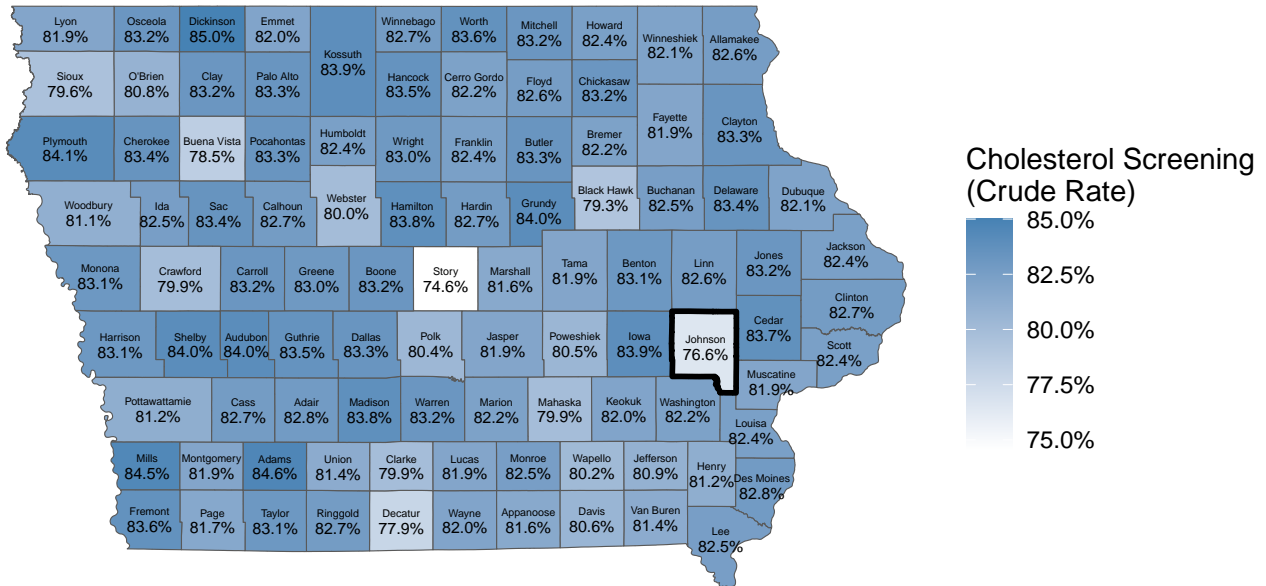 Lyon
81.9%
Osceola
83.2%
Dickinson
85.0%
Emmet
82.0%
Winnebago
82.7%
Worth
83.6%
Mitchell
83.2%
Howard
82.4%
Winneshiek
82.1%
Allamakee
82.6%
Kossuth
83.9%
Sioux
79.6%
O'Brien
80.8%
Clay
83.2%
Palo Alto
83.3%
Hancock
83.5%
Cerro Gordo
82.2%
Floyd
82.6%
Chickasaw
83.2%
Fayette
81.9%
Clayton
83.3%
Plymouth
84.1%
Cherokee
83.4%
Buena Vista
78.5%
Pocahontas
83.3%
Humboldt
82.4%
Wright
83.0%
Franklin
82.4%
Butler
83.3%
Bremer
82.2%
Woodbury
81.1%
Ida
82.5%
Sac
83.4%
Calhoun
82.7%
Webster
80.0%
Hamilton
83.8%
Hardin
82.7%
Grundy
84.0%
Black Hawk
79.3%
Buchanan
82.5%
Delaware
83.4%
Dubuque
82.1%
Monona
83.1%
Crawford
79.9%
Carroll
83.2%
Greene
83.0%
Boone
83.2%
Story
74.6%
Marshall
81.6%
Tama
81.9%
Benton
83.1%
Linn
82.6%
Jones
83.2%
Jackson
82.4%
Clinton
82.7%
Harrison
83.1%
Shelby
84.0%
Audubon
84.0%
Guthrie
83.5%
Dallas
83.3%
Polk
80.4%
Jasper
81.9%
Poweshiek
80.5%
Iowa
83.9%
Johnson
76.6%
Cedar
83.7%
Scott
82.4%
Muscatine
81.9%
Pottawattamie
81.2%
Cass
82.7%
Adair
82.8%
Madison
83.8%
Warren
83.2%
Marion
82.2%
Mahaska
79.9%
Keokuk
82.0%
Washington
82.2%
Louisa
82.4%
Mills
84.5%
Montgomery
81.9%
Adams
84.6%
Union
81.4%
Clarke
79.9%
Lucas
81.9%
Monroe
82.5%
Wapello
80.2%
Jefferson
80.9%
Henry
81.2%
Des Moines
82.8%
Fremont
83.6%
Page
81.7%
Taylor
83.1%
Ringgold
82.7%
Decatur
77.9%
Wayne
82.0%
Appanoose
81.6%
Davis
80.6%
Van Buren
81.4%
Lee
82.5%
Cholesterol Screening
(Crude Rate)
85.0%
82.5%
80.0%
77.5%
75.0%